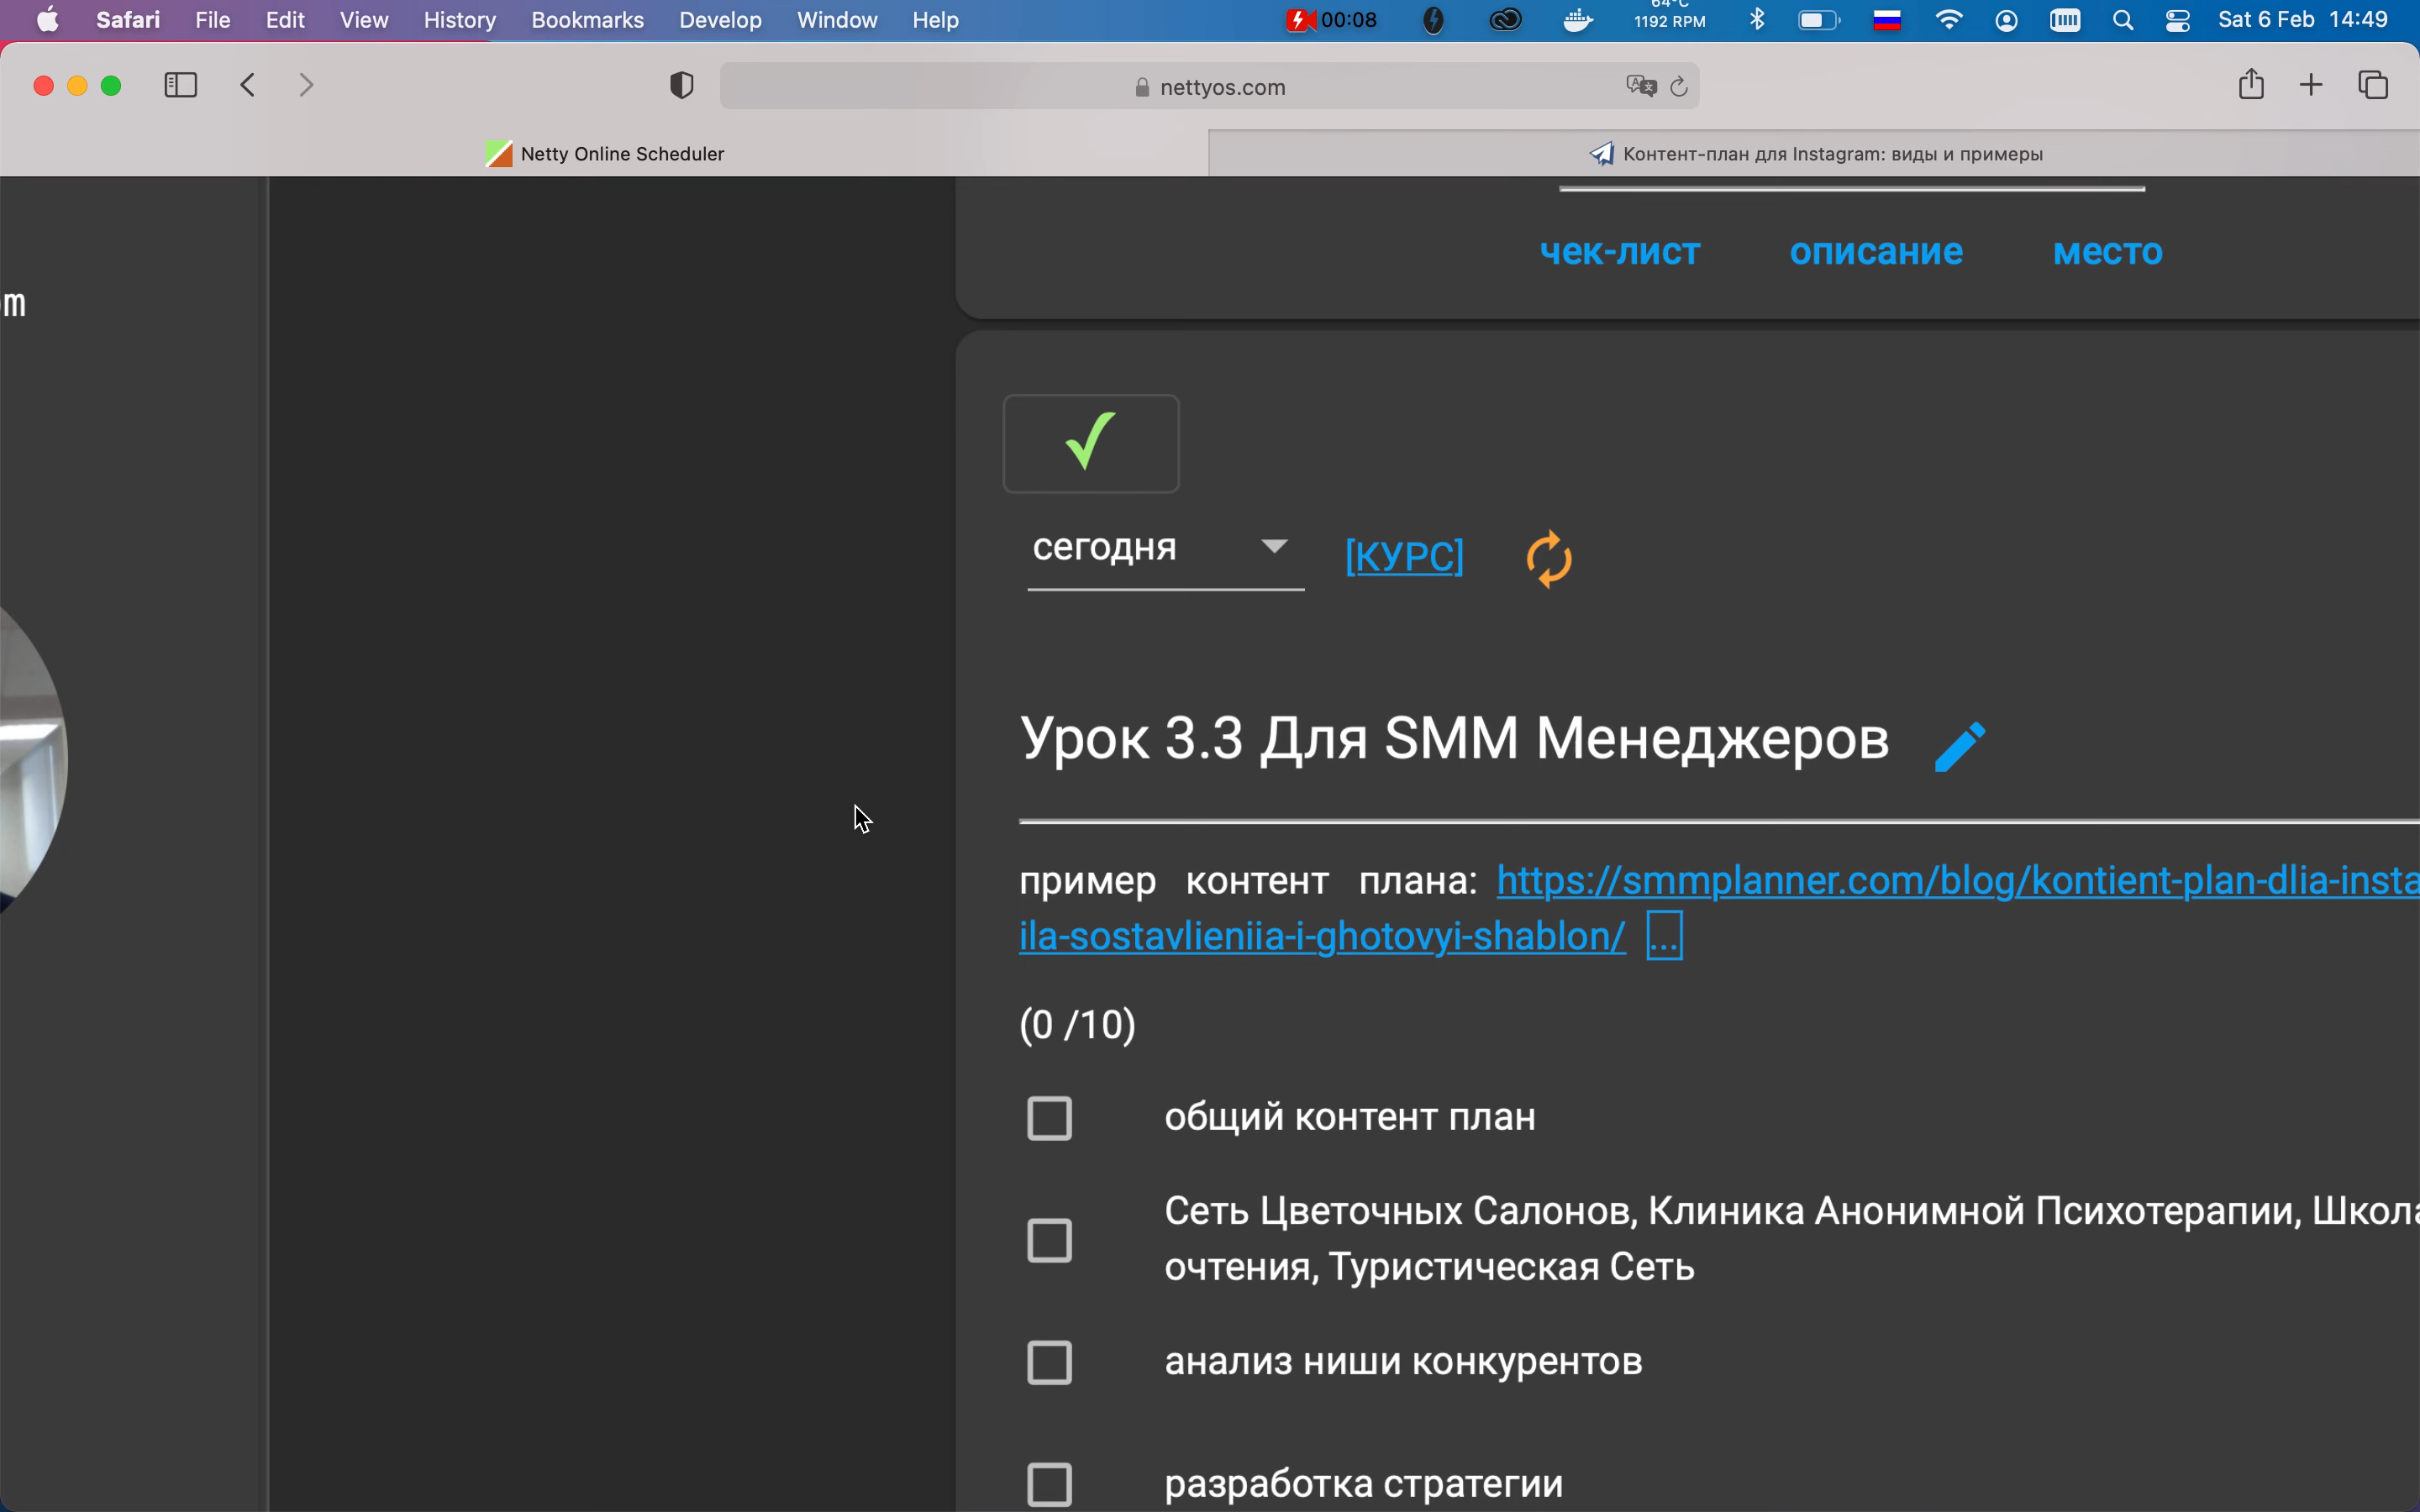 Safari File Edit View History Bookmarks Develop Window Help 00:08 1192 RPM Sat 6 Feb 14:49
nettyos.com
Netty Online Scheduler
Контент-план для Instagram: виды и примеры
чек-лист описание место
m
сегодня [КУРС]
Урок 3.3 Для SMM Менеджеров
пример контент плана: https://smmplanner.com/blog/kontient-plan-dlia-insta
ila-sostavlieniia-i-ghotovyi-shablon/ ...
(0 /10)
общий контент план
Сеть Цветочных Салонов, Клиника Анонимной Психотерапии, Школа
очтения, Туристическая Сеть
анализ ниши конкурентов
разработка стратегии